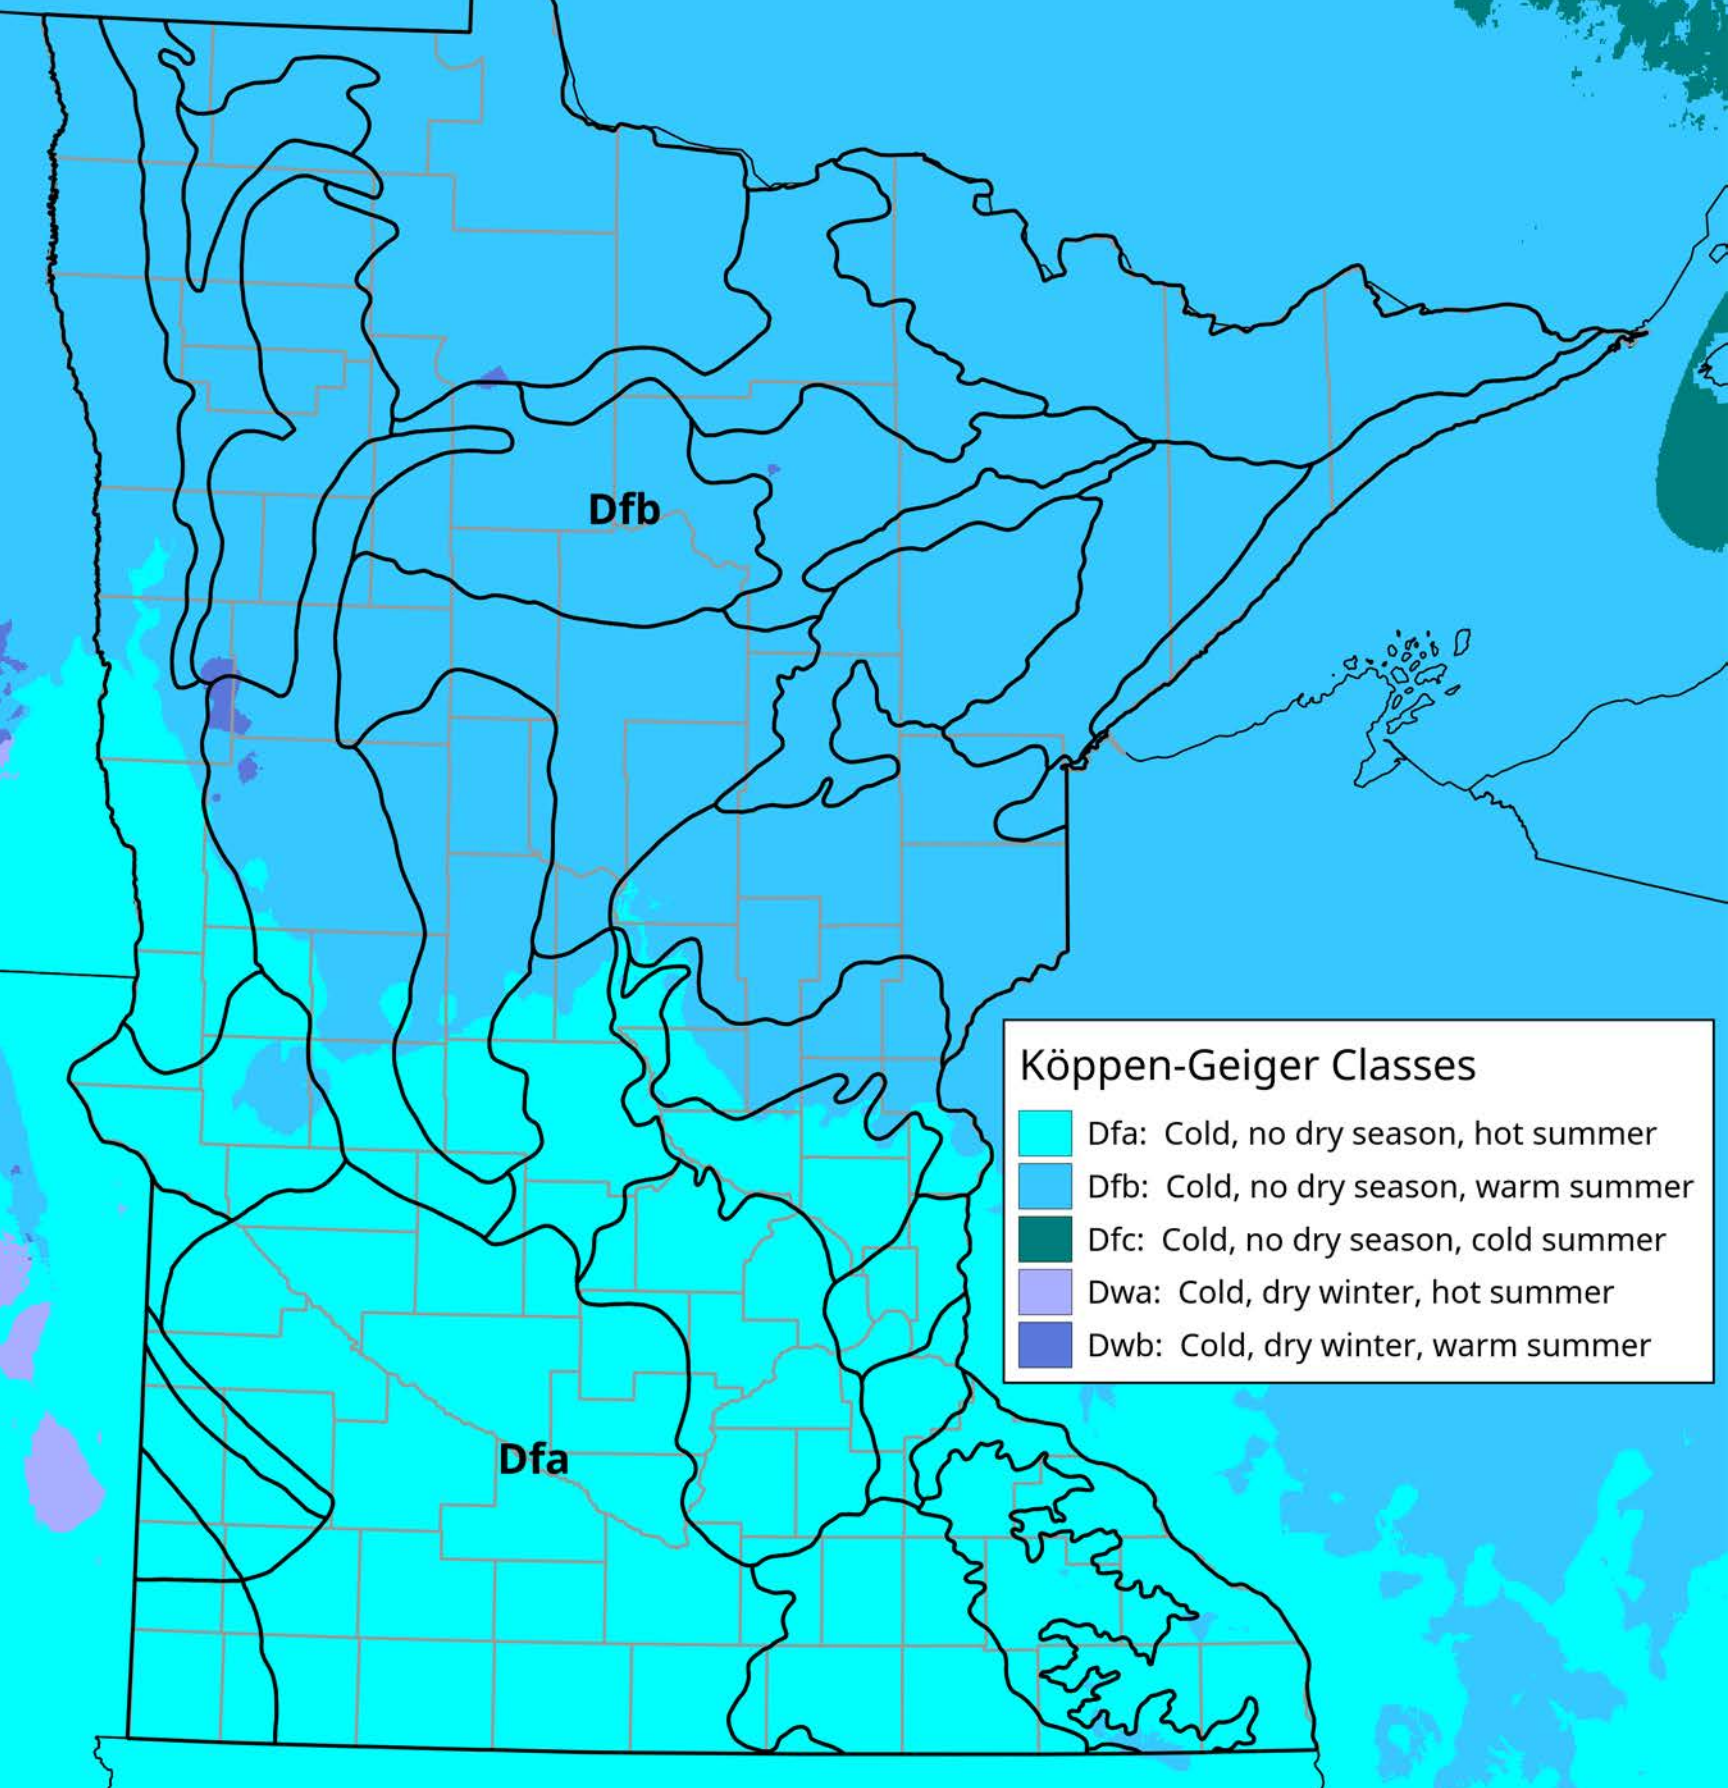 Dfb
Dfa
Köppen-Geiger Classes
Dfa: Cold, no dry season, hot summer
Dfb: Cold, no dry season, warm summer
Dfc: Cold, no dry season, cold summer
Dwa: Cold, dry winter, hot summer
Dwb: Cold, dry winter, warm summer